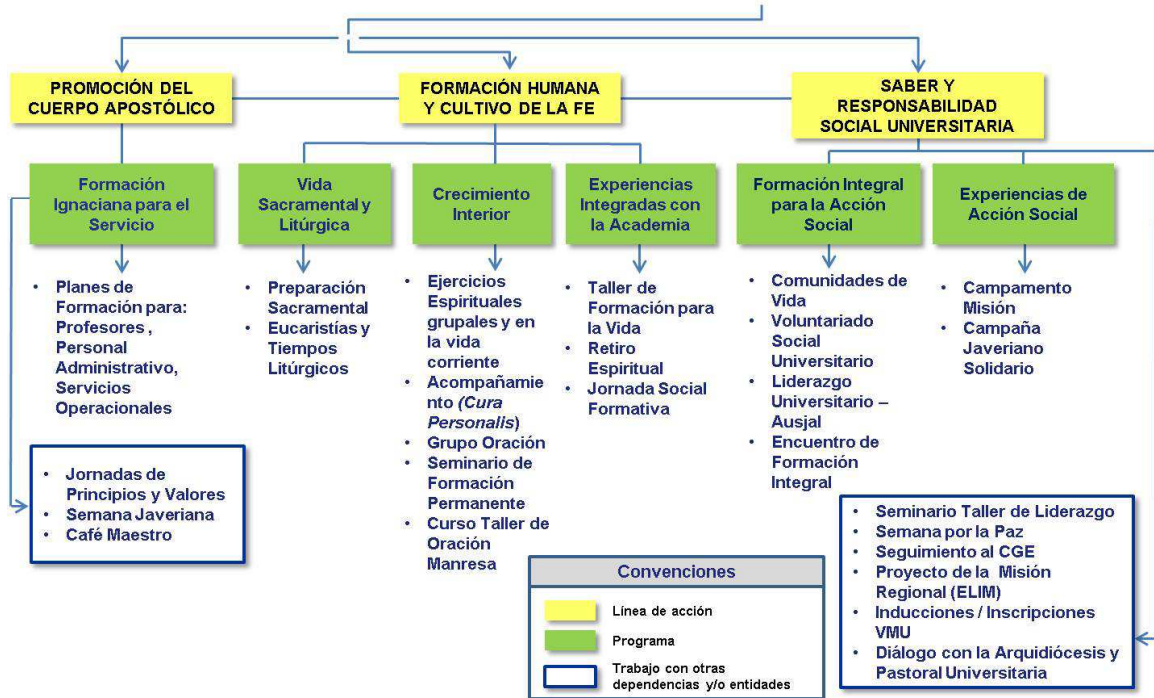 PROMOCIÓN DEL
CUERPO APOSTÓLICO
FORMACIÓN HUMANA
Y CULTIVO DE LA FE
SABER Y
RESPONSABILIDAD
SOCIAL UNIVERSITARIA
Formación
Ignaciana para el
Servicio
Vida
Sacramental y
Litúrgica
Crecimiento
Interior
Experiencias
Integradas con
la Academia
Formación Integral
para la Acción
Social
Experiencias de
Acción Social
• Planes de
Formación para:
Profesores ,
Personal
Administrativo,
Servicios
Operacionales
• Preparación
Sacramental
• Eucaristías y
Tiempos
Litúrgicos
• Ejercicios
Espirituales
grupales y en
la vida
corriente
• Acompañamie
nto (Cura
Personalis)
• Grupo Oración
• Seminario de
Formación
Permanente
• Curso Taller de
Oración
Manresa
• Taller de
Formación para
la Vida
• Retiro
Espiritual
• Jornada Social
Formativa
• Comunidades de
Vida
• Voluntariado
Social
Universitario
• Liderazgo
Universitario –
Ausjal
• Encuentro de
Formación
Integral
• Campamento
Misión
• Campaña
Javeriano
Solidario
• Jornadas de
Principios y Valores
• Semana Javeriana
• Café Maestro
• Seminario Taller de Liderazgo
• Semana por la Paz
• Seguimiento al CGE
• Proyecto de la Misión
Regional (ELIM)
• Inducciones / Inscripciones
VMU
• Diálogo con la Arquidiócesis y
Pastoral Universitaria
Convenciones
Línea de acción
Programa
Trabajo con otras
dependencias y/o entidades